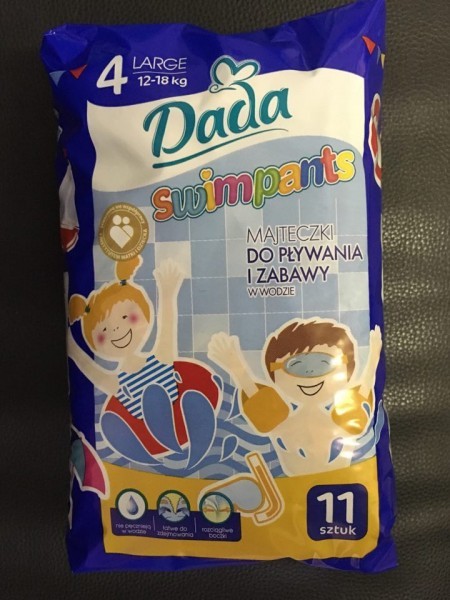 4 LARGE
12-18 kg
Dada
swimpants
MAJTECZKI
DO PŁYWANIA
I ZABAWY
W WODZIE
nie pęcznieją
w wodzie
łatwe do
zdejmowania
rozciągliwe
boczki
11
sztuk